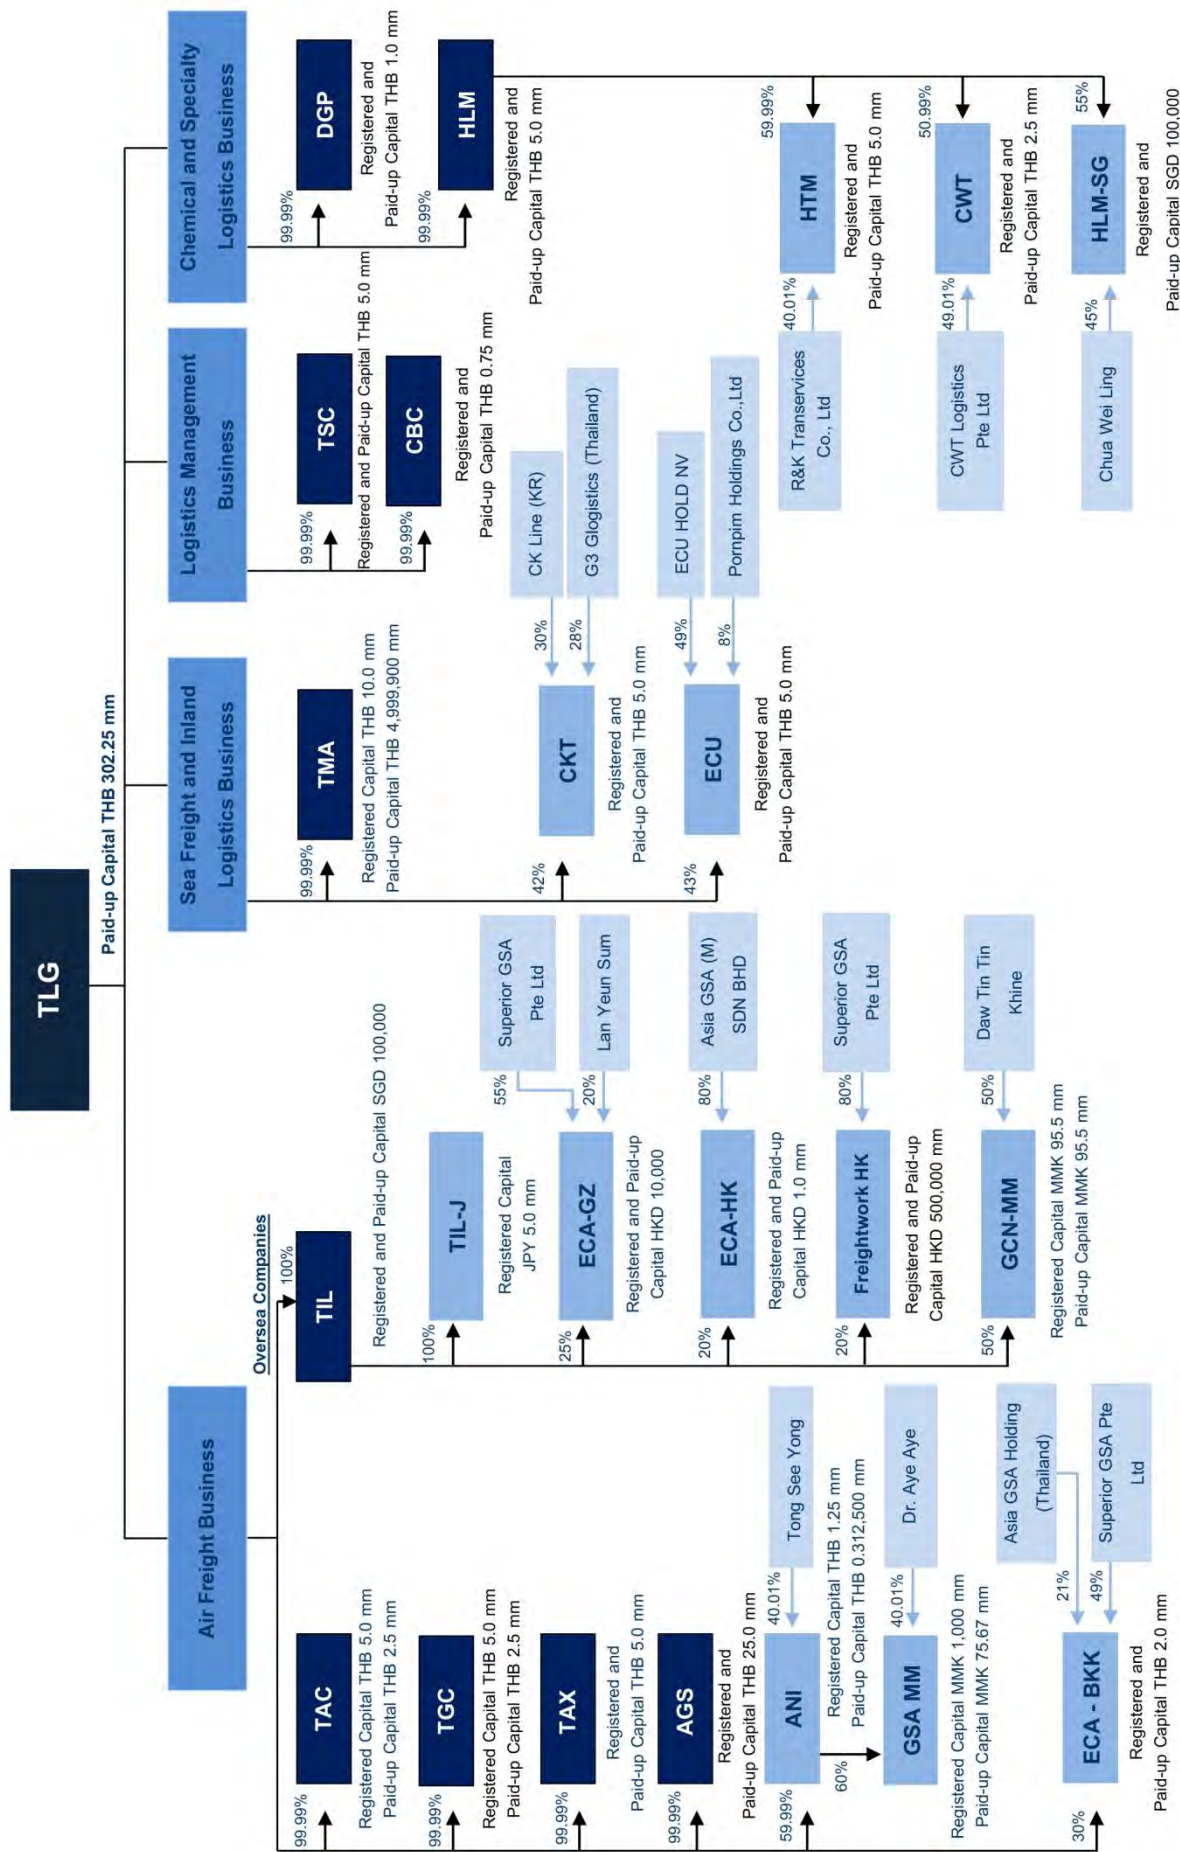 TLG
Paid-up Capital THB 302.25 mm
Air Freight Business
Oversea Companies
99.99%
TAC
Registered Capital THB 5.0 mm
Paid-up Capital THB 2.5 mm
99.99%
TGC
Registered Capital THB 5.0 mm
Paid-up Capital THB 2.5 mm
99.99%
TAX
Registered and
Paid-up Capital THB 5.0 mm
99.99%
AGS
Registered and
Paid-up Capital THB 25.0 mm
59.99%
ANI
40.01%
Tong See Yong
Registered Capital THB 1.25 mm
Paid-up Capital THB 0.312,500 mm
60%
GSA MM
40.01%
Dr. Aye Aye
Registered Capital MMK 1,000 mm
Paid-up Capital MMK 75.67 mm
30%
ECA - BKK
21%
Asia GSA Holding
(Thailand)
49%
Superior GSA Pte
Ltd
Registered and
Paid-up Capital THB 2.0 mm
100%
TIL
Registered and Paid-up Capital SGD 100,000
100%
TIL-J
Registered Capital
JPY 5.0 mm
25%
ECA-GZ
55%
Superior GSA
Pte Ltd
20%
Lan Yeun Sum
Registered and Paid-up
Capital HKD 10,000
20%
ECA-HK
80%
Asia GSA (M)
SDN BHD
Registered and Paid-up
Capital HKD 1.0 mm
20%
Freightwork HK
80%
Superior GSA
Pte Ltd
Registered and Paid-up
Capital HKD 500,000 mm
50%
GCN-MM
50%
Daw Tin Tin
Khine
Registered Capital MMK 95.5 mm
Paid-up Capital MMK 95.5 mm
Sea Freight and Inland
Logistics Business
99.99%
TMA
Registered Capital THB 10.0 mm
Paid-up Capital THB 4,999,900 mm
42%
CKT
30%
CK Line (KR)
28%
G3 Glogistics (Thailand)
Registered and
Paid-up Capital THB 5.0 mm
43%
ECU
49%
ECU HOLD NV
8%
Pornpim Holdings Co.,Ltd
Registered and
Paid-up Capital THB 5.0 mm
Logistics Management
Business
99.99%
TSC
Registered and Paid-up Capital THB 5.0 mm
99.99%
CBC
Registered and
Paid-up Capital THB 0.75 mm
Chemical and Specialty
Logistics Business
99.99%
DGP
Registered and
Paid-up Capital THB 1.0 mm
99.99%
HLM
Registered and
Paid-up Capital THB 5.0 mm
59.99%
HTM
40.01%
R&K Transervices
Co., Ltd
Registered and
Paid-up Capital THB 5.0 mm
50.99%
CWT
49.01%
CWT Logistics
Pte Ltd
Registered and
Paid-up Capital THB 2.5 mm
55%
HLM-SG
45%
Chua Wei Ling
Registered and
Paid-up Capital SGD 100,000